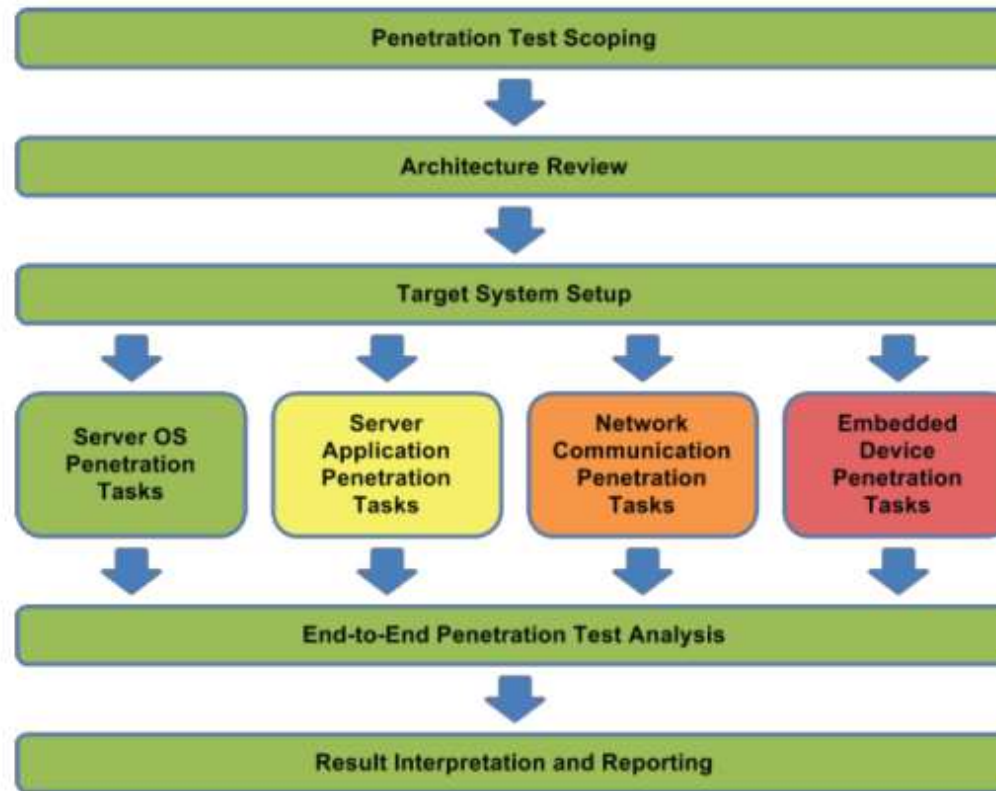 Penetration Test Scoping
Architecture Review
Target System Setup
Server OS
Penetration
Tasks
Server
Application
Penetration
Tasks
Network
Communication
Penetration
Tasks
Embedded
Device
Penetration
Tasks
End-to-End Penetration Test Analysis
Result Interpretation and Reporting